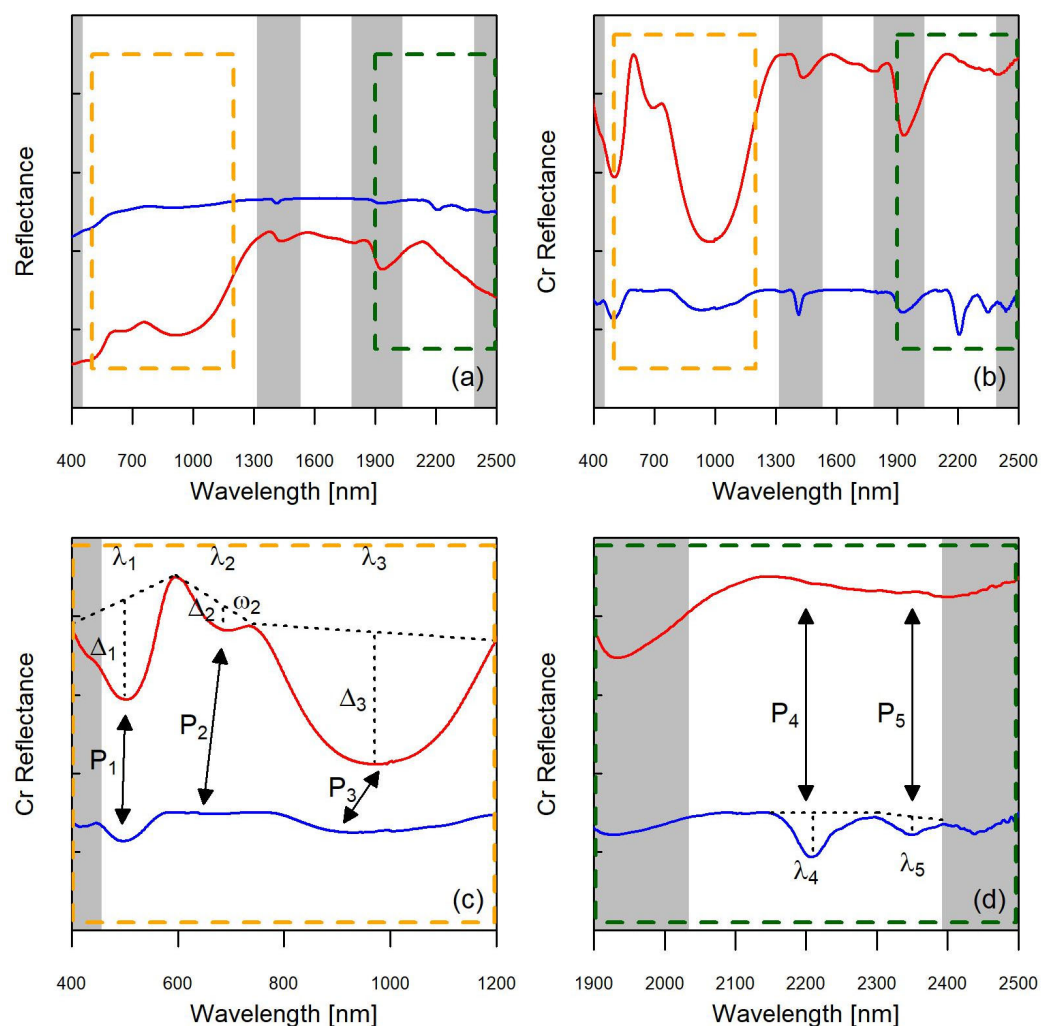 Reflectance
(a)
400 700 1000 1300 1600 1900 2200 2500
Wavelength [nm]
Cr Reflectance
(b)
400 700 1000 1300 1600 1900 2200 2500
Wavelength [nm]
Cr Reflectance
λ1 λ2 λ3
Δ2 ω2
Δ1
Δ3
P2
P1
P3
(c)
400 600 800 1000 1200
Wavelength [nm]
Cr Reflectance
P4 P5
λ4 λ5
(d)
1900 2000 2100 2200 2300 2400 2500
Wavelength [nm]